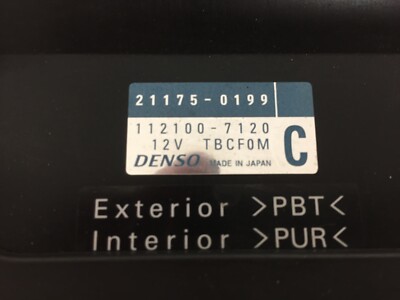 21175-0199
112100-7120
12V TBCF0M
DENSO MADE IN JAPAN
C
Exterior >PBT<
Interior >PUR<